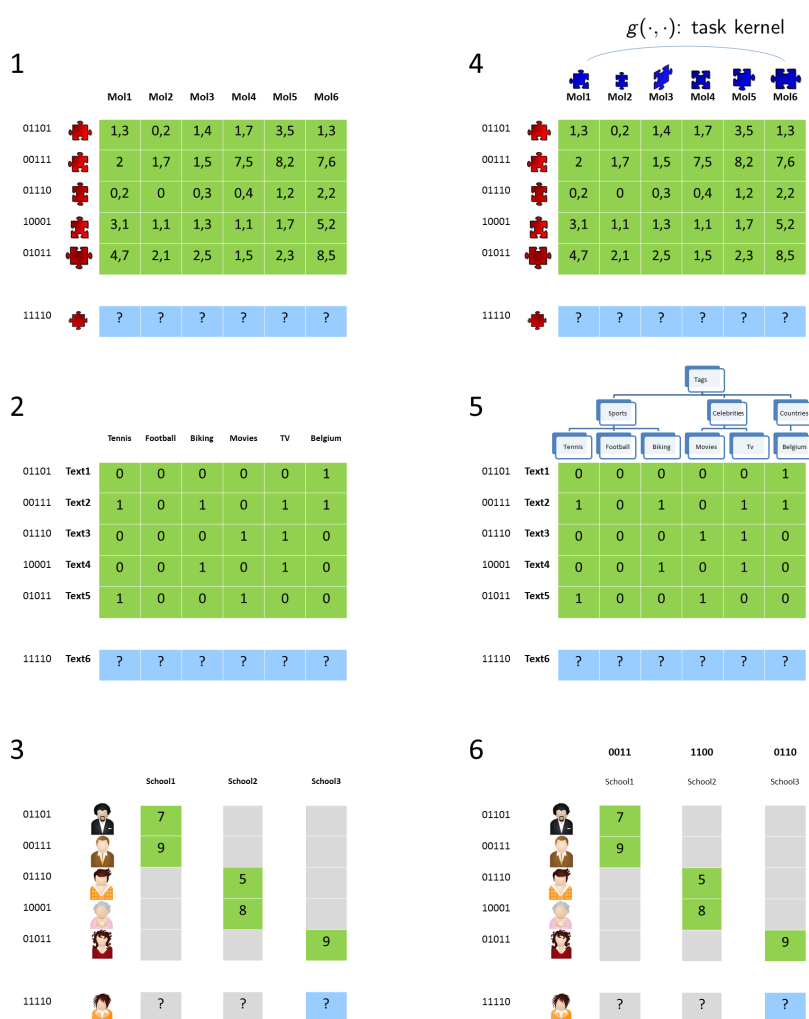 1
Mol1 Mol2 Mol3 Mol4 Mol5 Mol6
01101 1,3 0,2 1,4 1,7 3,5 1,3
00111 2 1,7 1,5 7,5 8,2 7,6
01110 0,2 0 0,3 0,4 1,2 2,2
10001 3,1 1,1 1,3 1,1 1,7 5,2
01011 4,7 2,1 2,5 1,5 2,3 8,5
11110 ? ? ? ? ? ?
g(·,·): task kernel
4
Mol1 Mol2 Mol3 Mol4 Mol5 Mol6
01101 1,3 0,2 1,4 1,7 3,5 1,3
00111 2 1,7 1,5 7,5 8,2 7,6
01110 0,2 0 0,3 0,4 1,2 2,2
10001 3,1 1,1 1,3 1,1 1,7 5,2
01011 4,7 2,1 2,5 1,5 2,3 8,5
11110 ? ? ? ? ? ?
2
Tennis Football Biking Movies TV Belgium
01101 Text1 0 0 0 0 0 1
00111 Text2 1 0 1 0 1 1
01110 Text3 0 0 0 1 1 0
10001 Text4 0 0 1 0 1 0
01011 Text5 1 0 0 1 0 0
11110 Text6 ? ? ? ? ? ?
5
Tags
Sports Celebrities Countries
Tennis Football Biking Movies Tv Belgium
01101 Text1 0 0 0 0 0 1
00111 Text2 1 0 1 0 1 1
01110 Text3 0 0 0 1 1 0
10001 Text4 0 0 1 0 1 0
01011 Text5 1 0 0 1 0 0
11110 Text6 ? ? ? ? ? ?
3
School1 School2 School3
01101 7
00111 9
01110 5
10001 8
01011 9
11110 ? ? ?
6
0011 1100 0110
School1 School2 School3
01101 7
00111 9
01110 5
10001 8
01011 9
11110 ? ? ?